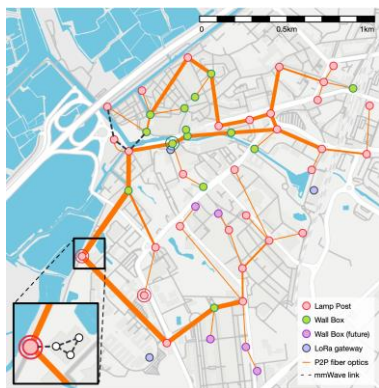 0 0.5km 1km
Lamp Post
Wall Box
Wall Box (future)
LoRa gateway
P2P fiber optics
mmWave link